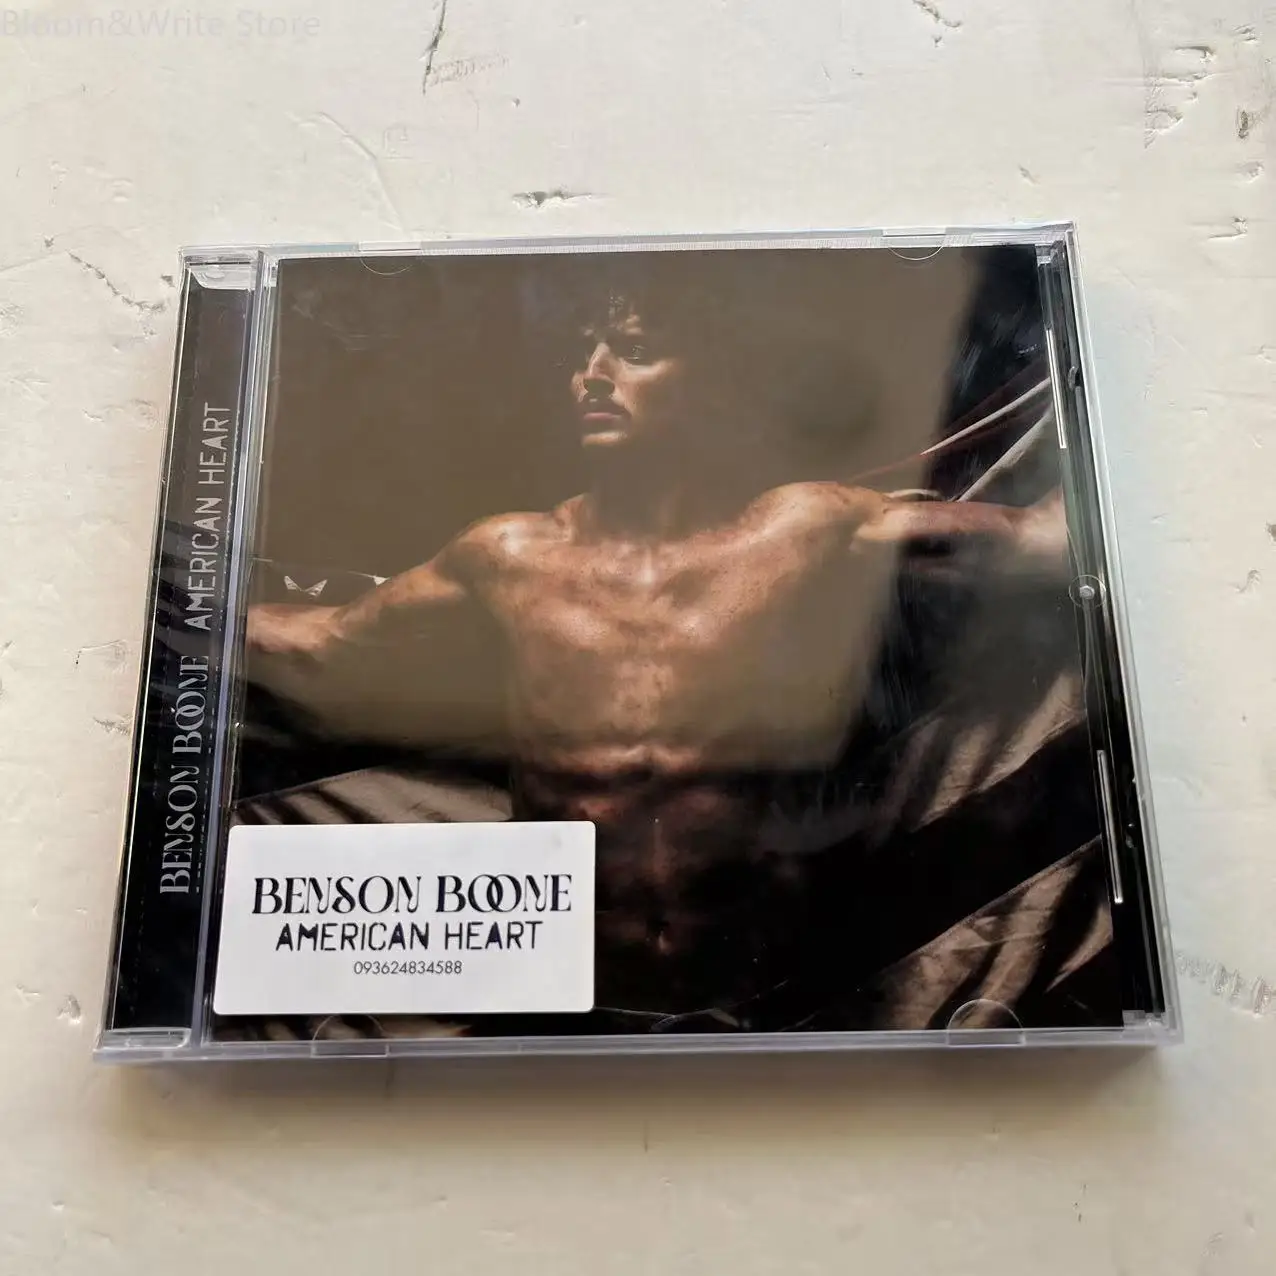 Bloom&Write Store
BENSON BOONE AMERICAN HEART
BENSON BOONE
AMERICAN HEART
093624834588